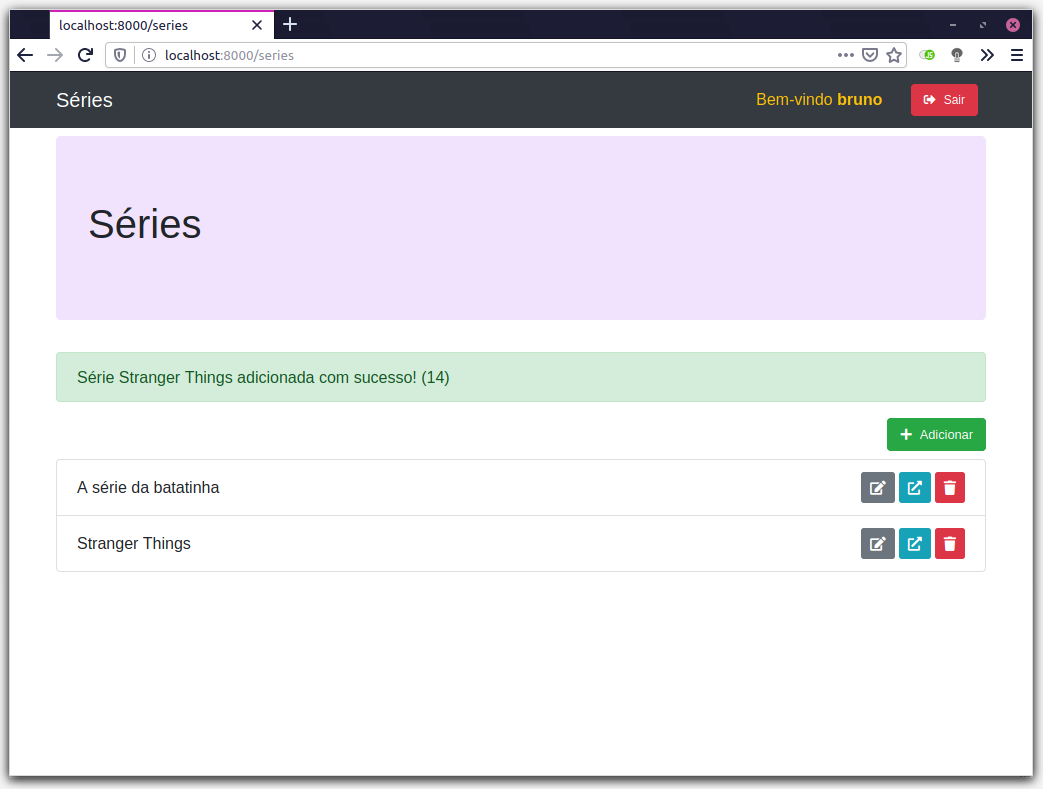 localhost:8000/series
localhost:8000/series
Séries
Bem-vindo bruno
Sair
Séries
Série Stranger Things adicionada com sucesso! (14)
Adicionar
A série da batatinha
Stranger Things